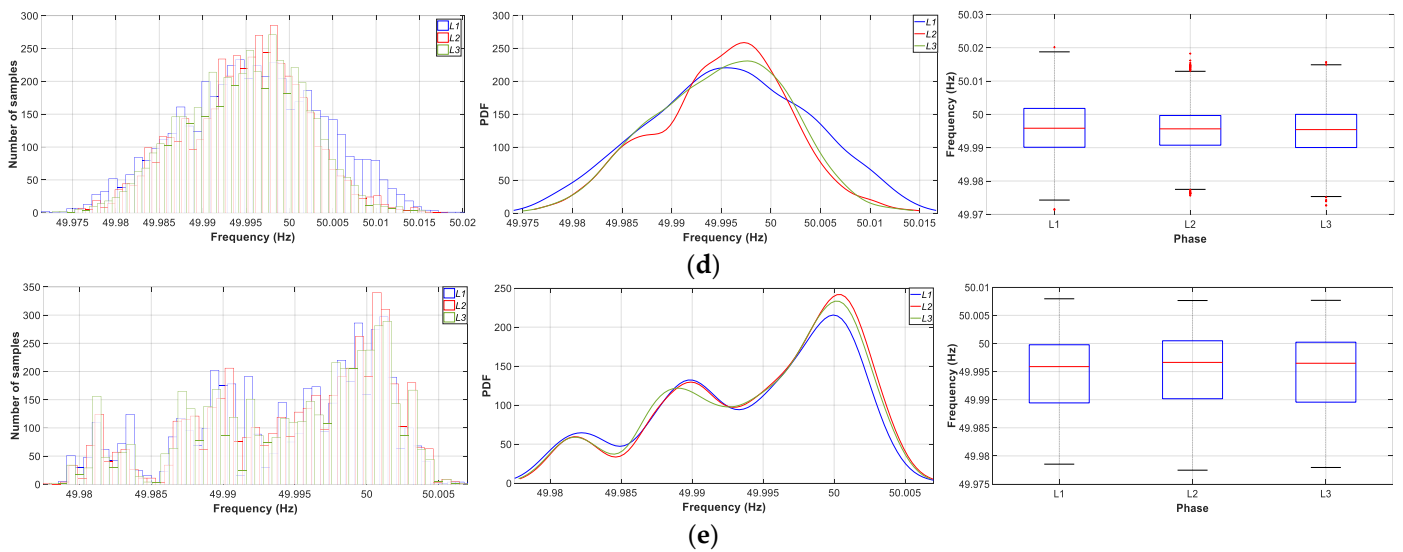 300
250
200
150
100
50
0
Number of samples
49.975 49.98 49.985 49.99 49.995 50 50.005 50.01 50.015 50.02
Frequency (Hz)
L1
L2
L3
300
250
200
150
100
50
0
PDF
49.975 49.98 49.985 49.99 49.995 50 50.005 50.01 50.015
Frequency (Hz)
L1
L2
L3
50.03
50.02
50.01
50
49.99
49.98
49.97
Frequency (Hz)
L1 L2 L3
Phase
(d)
350
300
250
200
150
100
50
0
Number of samples
49.98 49.985 49.99 49.995 50 50.005
Frequency (Hz)
L1
L2
L3
250
200
150
100
50
0
PDF
49.98 49.985 49.99 49.995 50 50.005
Frequency (Hz)
L1
L2
L3
50.01
50.005
50
49.995
49.99
49.985
49.98
49.975
Frequency (Hz)
L1 L2 L3
Phase
(e)